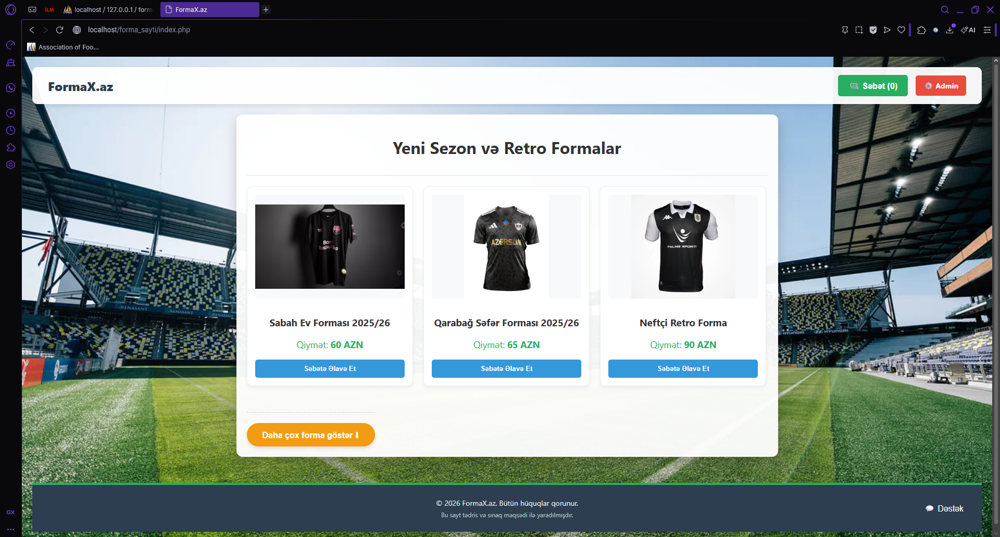 İLM
localhost / 127.0.0.1 / form
FormaX.az
localhost/forma_sayti/index.php
AI
Association of Foo...
FormaX.az
Səbət (0)
Admin
Yeni Sezon və Retro Formalar
AZERSUN
PALMS SPORTS
Sabah Ev Forması 2025/26
Qarabağ Səfər Forması 2025/26
Neftçi Retro Forma
Qiymət: 60 AZN
Qiymət: 65 AZN
Qiymət: 90 AZN
Səbətə Əlavə Et
Səbətə Əlavə Et
Səbətə Əlavə Et
HYUNDAI
Daha çox forma göstər
© 2026 FormaX.az. Bütün hüquqlar qorunur.
Bu sayt tədris və sınaq məqsədi ilə yaradılmışdır.
Dəstək
GX